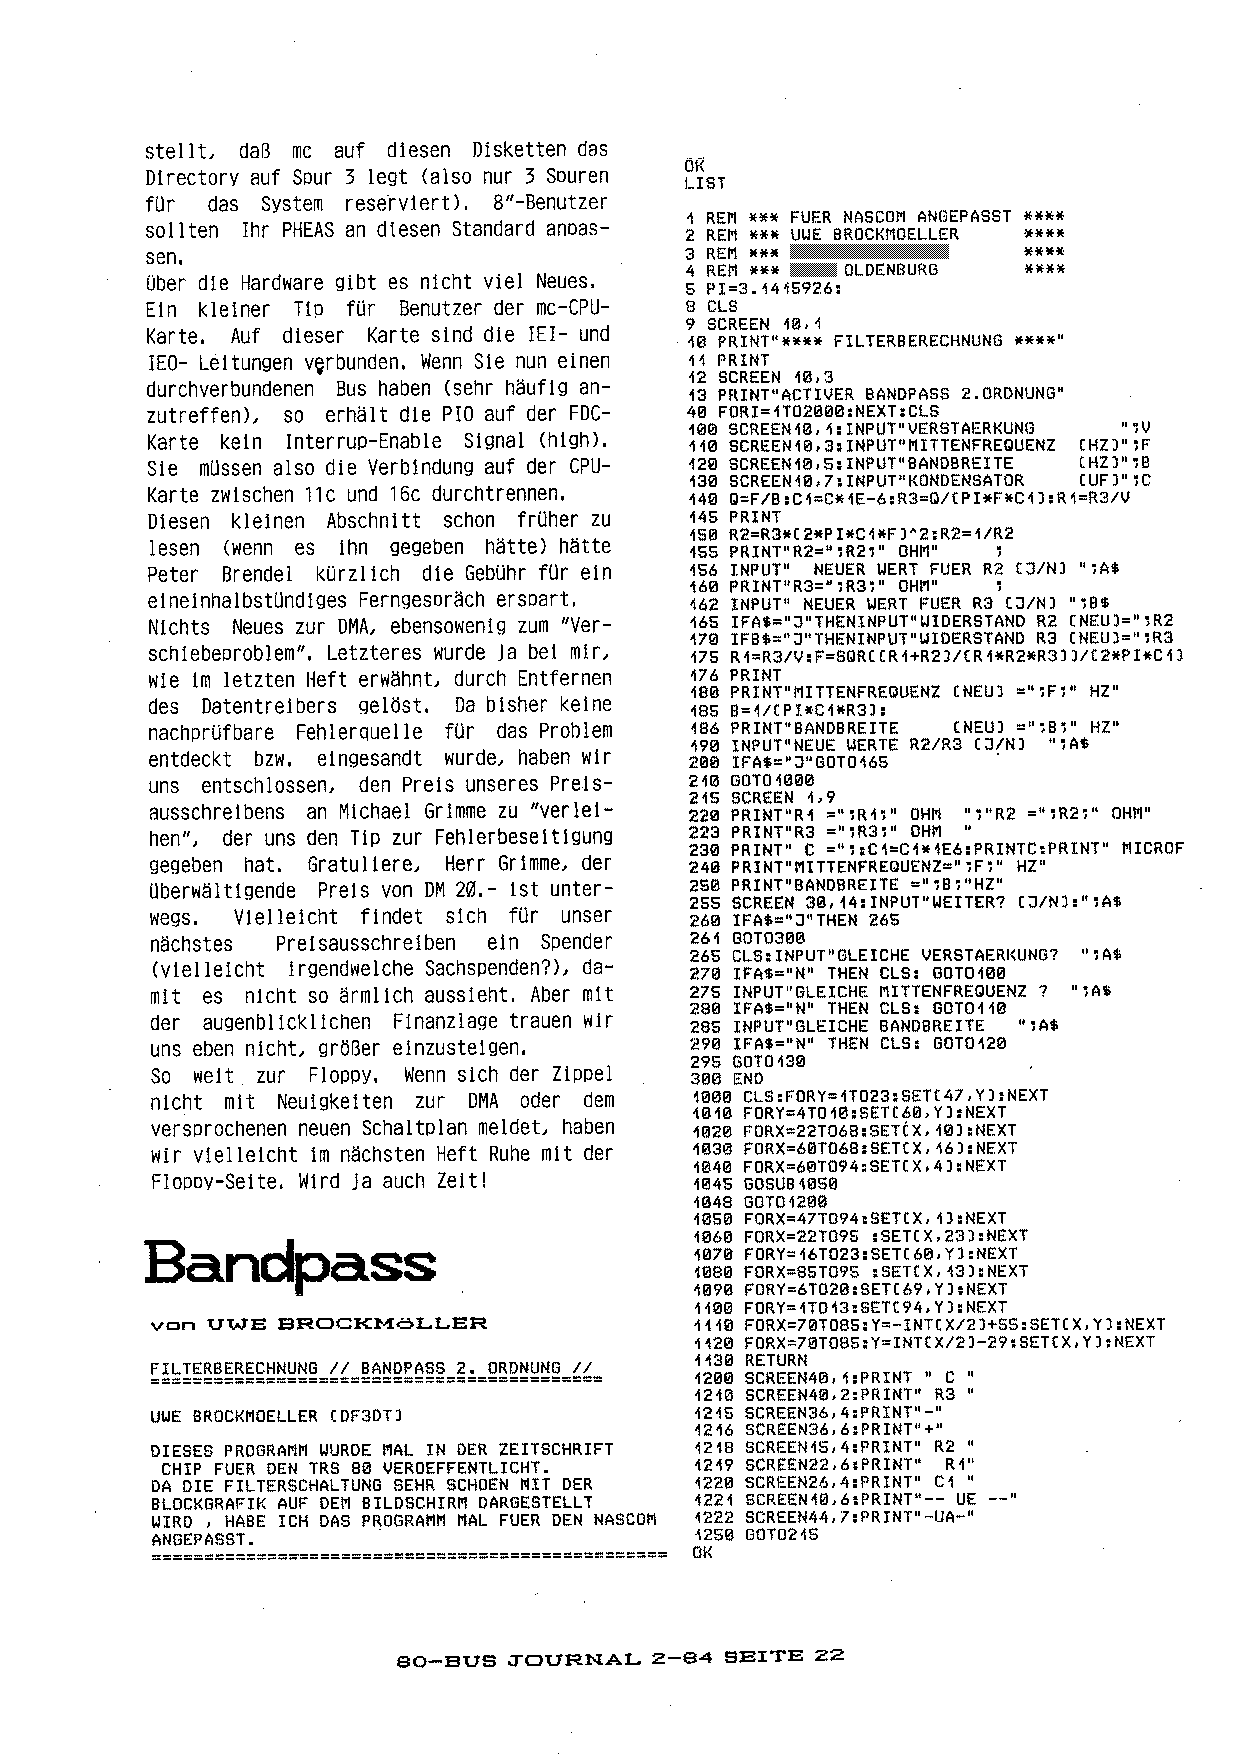 stellt, daß mc auf diesen Disketten das
Directory auf Spur 3 legt (also nur 3 Spuren
für das System reserviert). 8"-Benutzer
sollten Ihr PHEAS an diesen Standard anpas-
sen.
Über die Hardware gibt es nicht viel Neues.
Ein kleiner Tip für Benutzer der mc-CPU-
Karte. Auf dieser Karte sind die IEI- und
IEO- Leitungen verbunden. Wenn Sie nun einen
durchverbundenen Bus haben (sehr häufig an-
zutreffen), so erhält die PIO auf der FDC-
Karte kein Interrup-Enable Signal (high).
Sie müssen also die Verbindung auf der CPU-
Karte zwischen 11c und 16c durchtrennen.
Diesen kleinen Abschnitt schon früher zu
lesen (wenn es ihn gegeben hätte) hätte
Peter Brendel kürzlich die Gebühr für ein
eineinhalbstündiges Ferngespräch erspart.
Nichts Neues zur DMA, ebensowenig zum "Ver-
schiebeproblem". Letzteres wurde ja bei mir,
wie im letzten Heft erwähnt, durch Entfernen
des Datentreibers gelöst. Da bisher keine
nachprüfbare Fehlerquelle für das Problem
entdeckt bzw. eingesandt wurde, haben wir
uns entschlossen, den Preis unseres Preis-
ausschreibens an Michael Grimme zu "verlei-
hen", der uns den Tip zur Fehlerbeseitigung
gegeben hat. Gratuliere, Herr Grimme, der
überwältigende Preis von DM 20.- ist unter-
wegs. Vielleicht findet sich für unser
nächstes Preisausschreiben ein Spender
(vielleicht irgendwelche Sachspenden?), da-
mit es nicht so ärmlich aussieht. Aber mit
der augenblicklichen Finanzlage trauen wir
uns eben nicht, größer einzusteigen.
So weit zur Floppy. Wenn sich der Zippel
nicht mit Neuigkeiten zur DMA oder dem
versprochenen neuen Schaltplan meldet, haben
wir vielleicht im nächsten Heft Ruhe mit der
Floppy-Seite. Wird ja auch Zeit!
Bandpass
von UWE BROCKMöLLER
FILTERBERECHNUNG // BANDPASS 2. ORDNUNG //
===========================================
UWE BROCKMOELLER [DF3DT]
DIESES PROGRAMM WURDE MAL IN DER ZEITSCHRIFT
CHIP FUER DEN TRS 80 VEROEFFENTLICHT.
DA DIE FILTERSCHALTUNG SEHR SCHOEN MIT DER
BLOCKGRAFIK AUF DEM BILDSCHIRM DARGESTELLT
WIRD , HABE ICH DAS PROGRAMM MAL FUER DEN NASCOM
ANGEPASST.
=================================================
OK
LIST
1 REM *** FUER NASCOM ANGEPASST ****
2 REM *** UWE BROCKMOELLER ****
3 REM *** ****
4 REM *** OLDENBURG ****
5 PI=3.1415926:
8 CLS
9 SCREEN 10,1
10 PRINT"**** FILTERBERECHNUNG ****"
11 PRINT
12 SCREEN 10,3
13 PRINT"ACTIVER BANDPASS 2.ORDNUNG"
40 FORI=1TO2000:NEXT:CLS
100 SCREEN10,1:INPUT"VERSTAERKUNG ";V
110 SCREEN10,3:INPUT"MITTENFREQUENZ [HZ]";F
120 SCREEN10,5:INPUT"BANDBREITE [HZ]";B
130 SCREEN10,7:INPUT"KONDENSATOR [UF]";C
140 Q=F/B:C1=C*1E-6:R3=Q/[PI*F*C1]:R1=R3/V
145 PRINT
150 R2=R3*[2*PI*C1*F]^2:R2=1/R2
155 PRINT"R2=";R2;" OHM" ;
156 INPUT" NEUER WERT FUER R2 [J/N] ";A$
160 PRINT"R3=";R3;" OHM" ;
162 INPUT" NEUER WERT FUER R3 [J/N] ";B$
165 IFA$="J"THENINPUT"WIDERSTAND R2 [NEU]=";R2
170 IFB$="J"THENINPUT"WIDERSTAND R3 [NEU]=";R3
175 R1=R3/V:F=SQR[[R1+R2]/[R1*R2*R3]]/[2*PI*C1]
176 PRINT
180 PRINT"MITTENFREQUENZ [NEU] =";F;" HZ"
185 B=1/[PI*C1*R3]:
186 PRINT"BANDBREITE [NEU] =";B;" HZ"
190 INPUT"NEUE WERTE R2/R3 [J/N] ";A$
200 IFA$="J"GOTO165
210 GOTO1000
215 SCREEN 1,9
220 PRINT"R1 =";R1;" OHM ";"R2 =";R2;" OHM"
223 PRINT"R3 =";R3;" OHM "
230 PRINT" C =";:C1=C1*1E6:PRINTC:PRINT" MICROF
240 PRINT"MITTENFREQUENZ=";F;" HZ"
250 PRINT"BANDBREITE =";B;"HZ"
255 SCREEN 30,14:INPUT"WEITER? [J/N]:";A$
260 IFA$="J"THEN 265
261 GOTO300
265 CLS:INPUT"GLEICHE VERSTAERKUNG? ";A$
270 IFA$="N" THEN CLS: GOTO100
275 INPUT"GLEICHE MITTENFREQUENZ ? ";A$
280 IFA$="N" THEN CLS: GOTO110
285 INPUT"GLEICHE BANDBREITE ";A$
290 IFA$="N" THEN CLS: GOTO120
295 GOTO130
300 END
1000 CLS:FORY=1TO23:SET[47,Y]:NEXT
1010 FORY=4TO10:SET[60,Y]:NEXT
1020 FORX=22TO68:SET[X,10]:NEXT
1030 FORX=60TO68:SET[X,16]:NEXT
1040 FORX=60TO94:SET[X,4]:NEXT
1045 GOSUB1050
1048 GOTO1200
1050 FORX=47TO94:SET[X,1]:NEXT
1060 FORX=22TO95 :SET[X,23]:NEXT
1070 FORY=16TO23:SET[60,Y]:NEXT
1080 FORX=85TO95 :SET[X,13]:NEXT
1090 FORY=6TO20:SET[69,Y]:NEXT
1100 FORY=1TO13:SET[94,Y]:NEXT
1110 FORX=70TO85:Y=-INT[X/2]+55:SET[X,Y]:NEXT
1120 FORX=70TO85:Y=INT[X/2]-29:SET[X,Y]:NEXT
1130 RETURN
1200 SCREEN40,1:PRINT " C "
1210 SCREEN40,2:PRINT" R3 "
1215 SCREEN36,4:PRINT"-"
1216 SCREEN36,6:PRINT"+"
1218 SCREEN15,4:PRINT" R2 "
1219 SCREEN22,6:PRINT" R1"
1220 SCREEN26,4:PRINT" C1 "
1221 SCREEN10,6:PRINT"-- UE --"
1222 SCREEN44,7:PRINT"-UA-"
1250 GOTO215
OK
80-BUS JOURNAL 2-84 SEITE 22